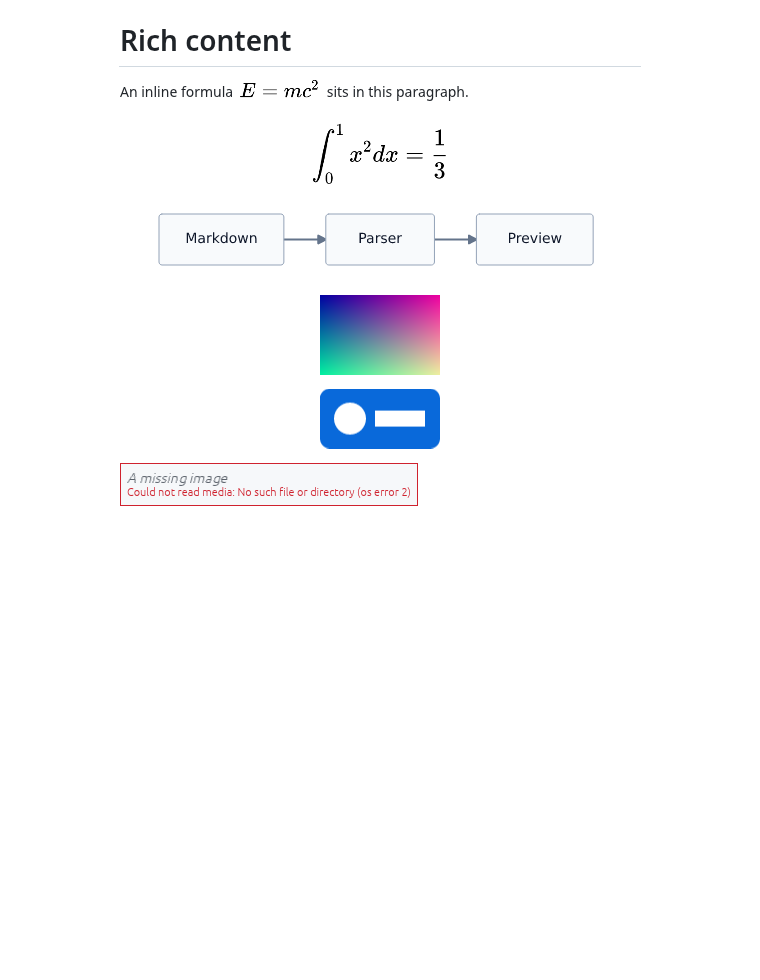 Rich content
An inline formula E = mc² sits in this paragraph.
∫₀¹ x²dx = 1/3
Markdown
Parser
Preview
A missing image
Could not read media: No such file or directory (os error 2)